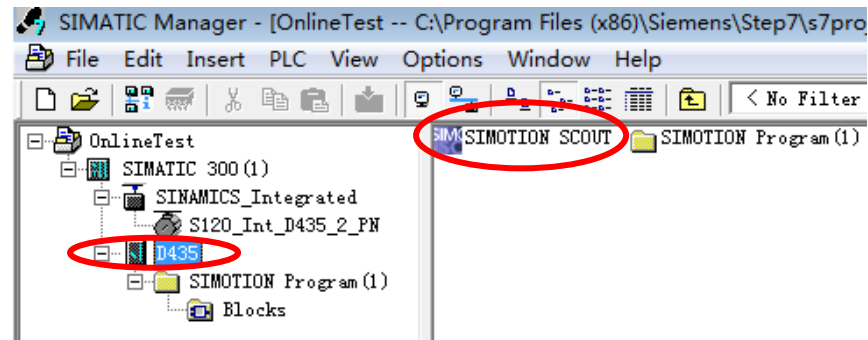 SIMATIC Manager - [OnlineTest -- C:\Program Files (x86)\Siemens\Step7\s7proj
File Edit Insert PLC View Options Window Help
< No Filter
OnlineTest
SIMATIC 300(1)
SINAMICS_Integrated
S120_Int_D435_2_PN
D435
SIMOTION Program(1)
Blocks
SIMOTION SCOUT SIMOTION Program(1)